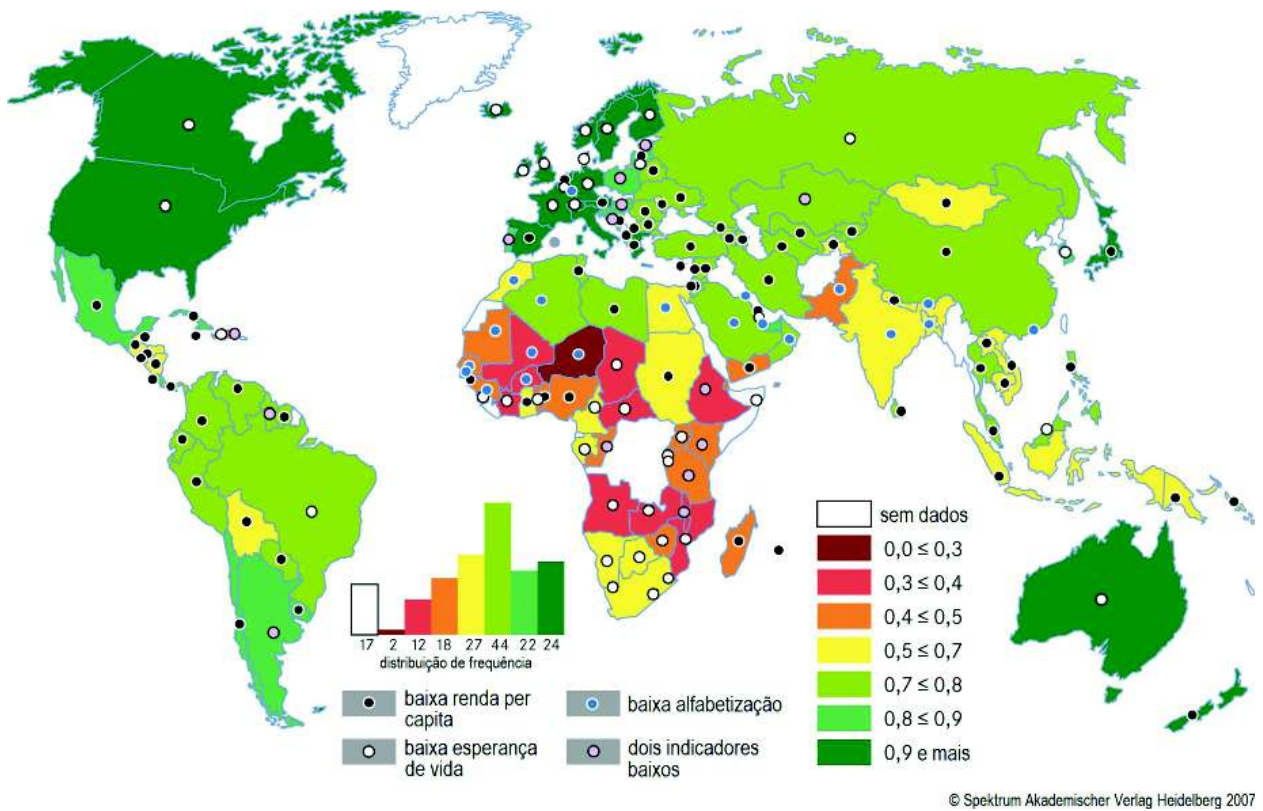 17 2 12 18 27 44 22 24
distribuição de frequência
baixa renda per
capita
baixa esperança
de vida
baixa alfabetização
dois indicadores
baixos
sem dados
0,0 ≤ 0,3
0,3 ≤ 0,4
0,4 ≤ 0,5
0,5 ≤ 0,7
0,7 ≤ 0,8
0,8 ≤ 0,9
0,9 e mais
© Spektrum Akademischer Verlag Heidelberg 2007